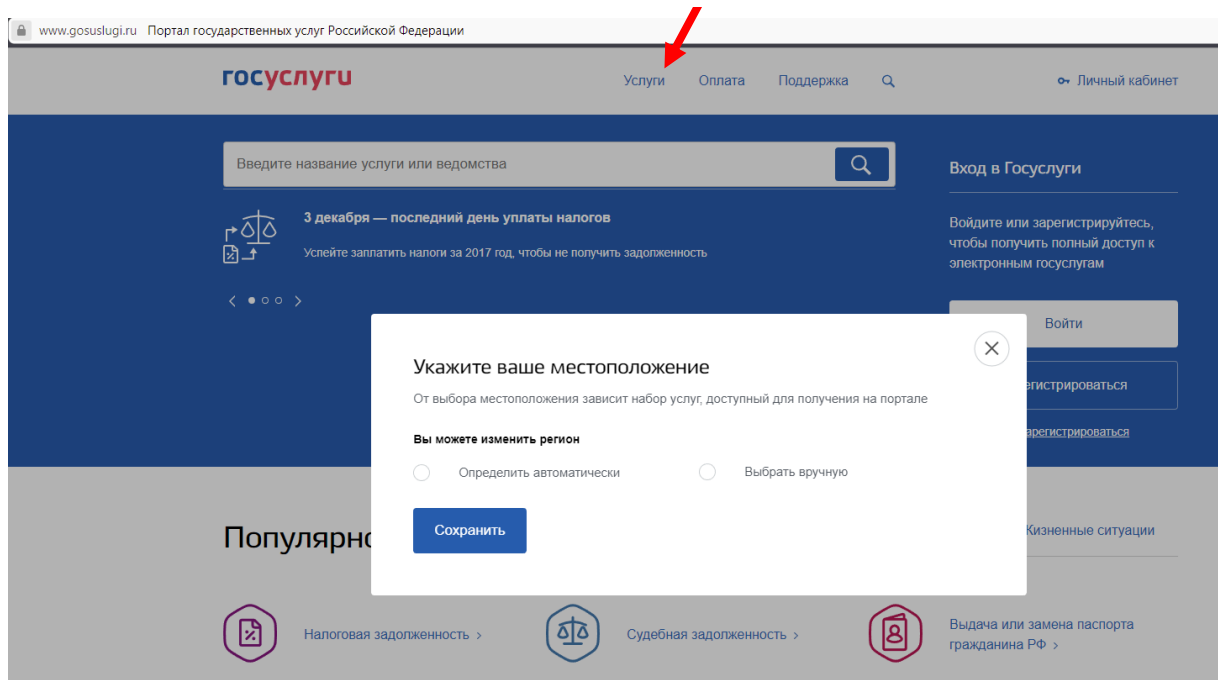 www.gosuslugi.ru Портал государственных услуг Российской Федерации
госуслуги
Услуги Оплата Поддержка
Личный кабинет
Введите название услуги или ведомства
3 декабря — последний день уплаты налогов
Успейте заплатить налоги за 2017 год, чтобы не получить задолженность
Вход в Госуслуги
Войдите или зарегистрируйтесь,
чтобы получить полный доступ к
электронным госуслугам
Войти
гистрироваться
арегистрироваться
Укажите ваше местоположение
От выбора местоположения зависит набор услуг, доступный для получения на портале
Вы можете изменить регион
Определить автоматически Выбрать вручную
Сохранить
Популярно
Кизненные ситуации
Налоговая задолженность >
Судебная задолженность >
Выдача или замена паспорта
гражданина РФ >